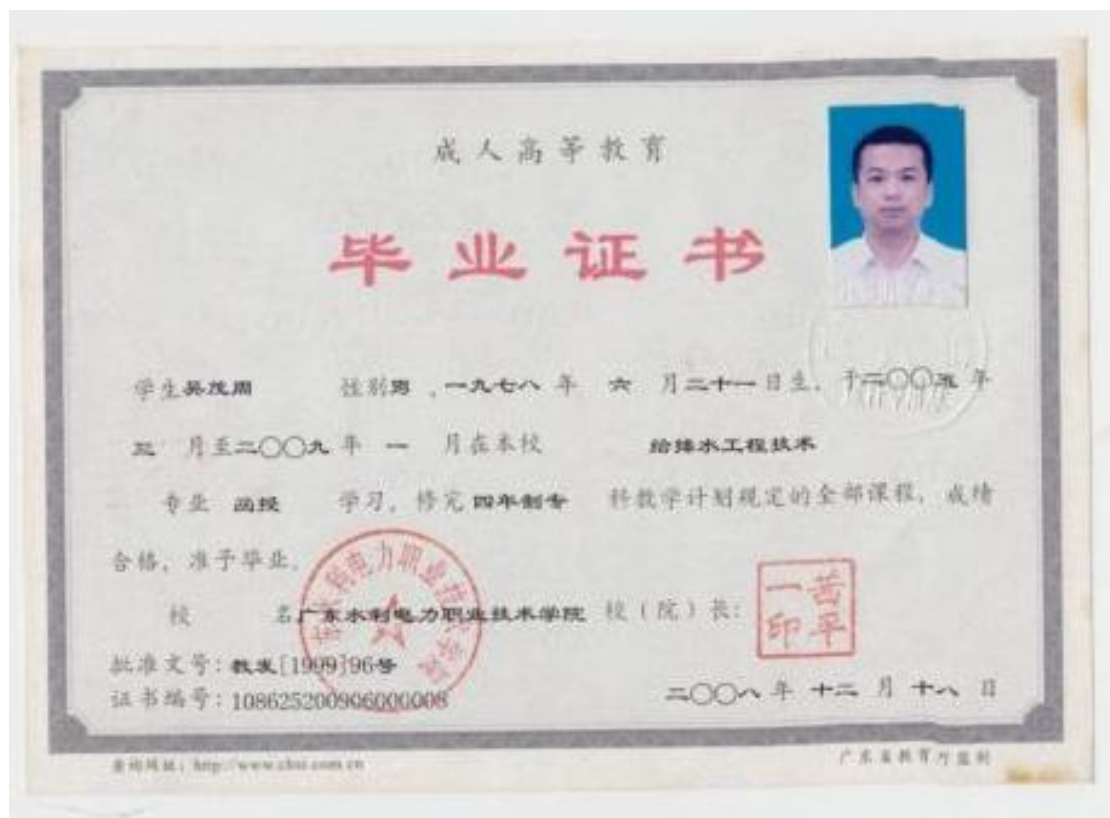 成人高等教育
毕业证书
学生吴茂周 性别男，一九七八年 六 月二十一日生，于二〇〇五年
三 月至二〇〇九年 一 月在本校 给排水工程技术
专业 函授 学习，修完 四年制专 科教学计划规定的全部课程，成绩
合格，准予毕业。
校 名广东水利电力职业技术学院 校（院）长：
茜平一印
批准文号：教发[1999]96号
证书编号：108625200906000008
二〇〇八年 十二 月 十八 日
查询网址：http://www.chsi.com.cn 广东省教育厅监制